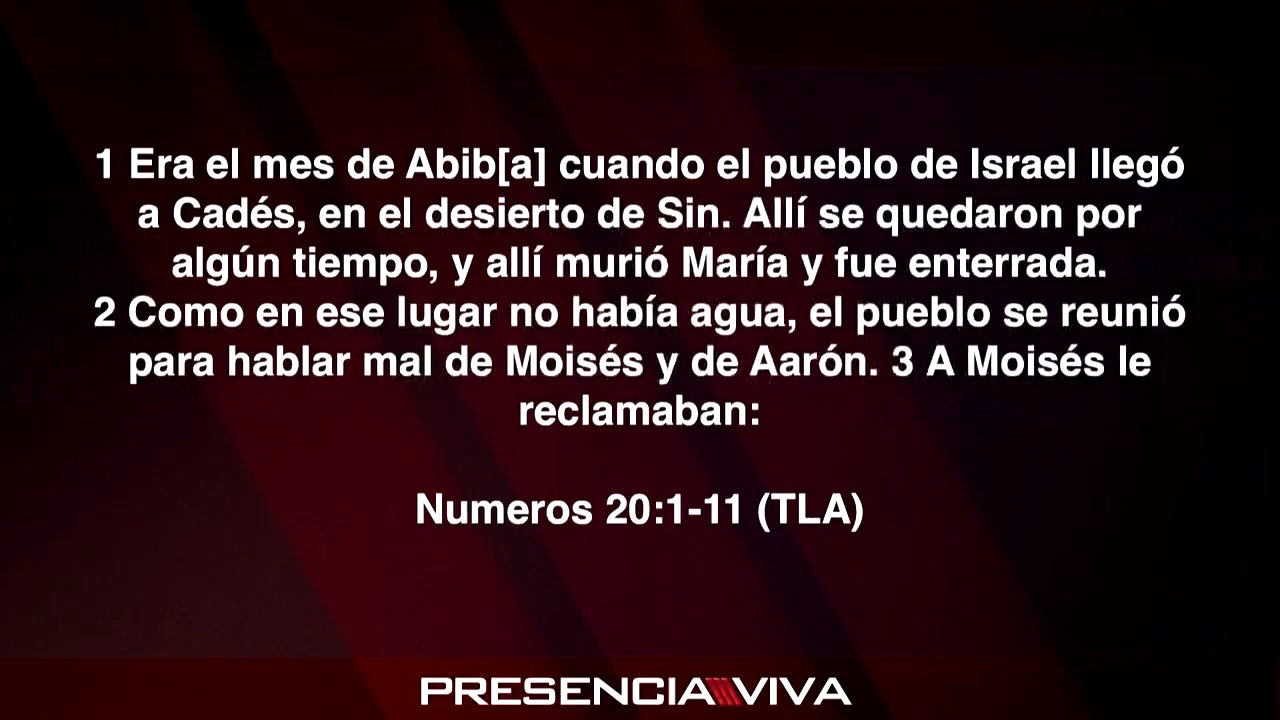 1 Era el mes de Abib[a] cuando el pueblo de Israel llegó
a Cadés, en el desierto de Sin. Allí se quedaron por
algún tiempo, y allí murió María y fue enterrada.
2 Como en ese lugar no había agua, el pueblo se reunió
para hablar mal de Moisés y de Aarón. 3 A Moisés le
reclamaban:
Numeros 20:1-11 (TLA)
PRESENCIA VIVA